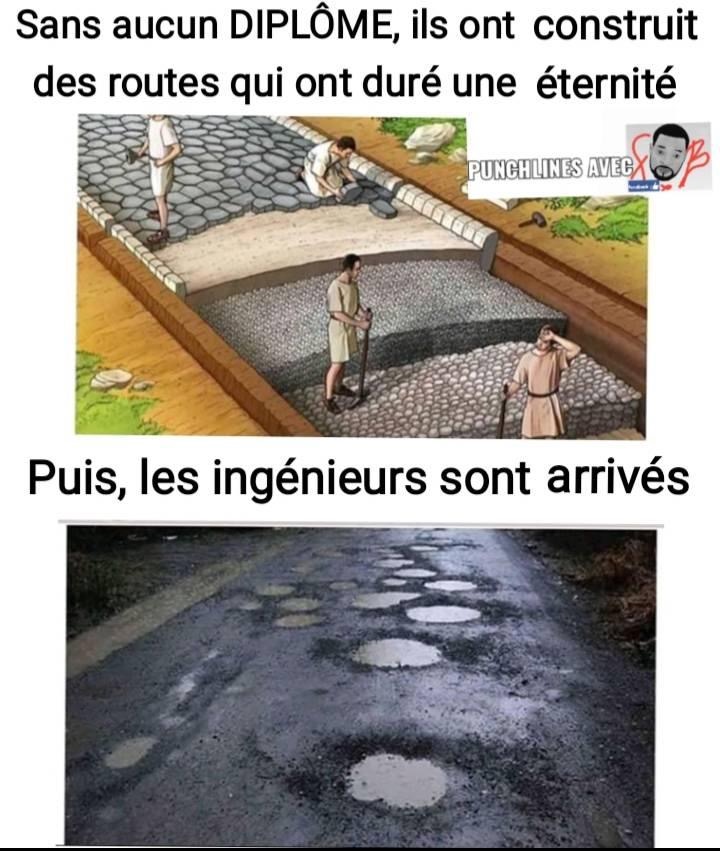 Sans aucun DIPLÔME, ils ont construit
des routes qui ont duré une éternité
PUNCHLINES AVEC
Puis, les ingénieurs sont arrivés